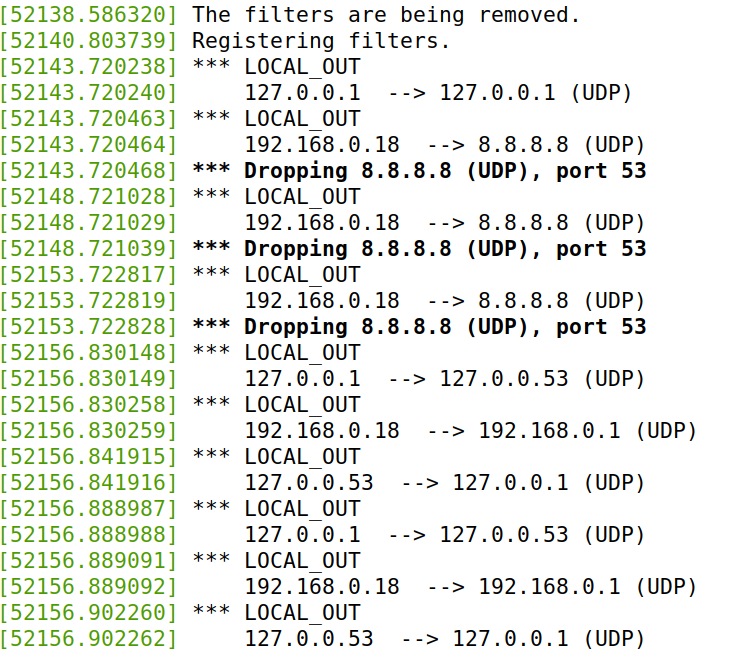 [52138.586320] The filters are being removed.
[52140.803739] Registering filters.
[52143.720238] *** LOCAL_OUT
[52143.720240]     127.0.0.1  --> 127.0.0.1 (UDP)
[52143.720463] *** LOCAL_OUT
[52143.720464]     192.168.0.18  --> 8.8.8.8 (UDP)
[52143.720468] *** Dropping 8.8.8.8 (UDP), port 53
[52148.721028] *** LOCAL_OUT
[52148.721029]     192.168.0.18  --> 8.8.8.8 (UDP)
[52148.721039] *** Dropping 8.8.8.8 (UDP), port 53
[52153.722817] *** LOCAL_OUT
[52153.722819]     192.168.0.18  --> 8.8.8.8 (UDP)
[52153.722828] *** Dropping 8.8.8.8 (UDP), port 53
[52156.830148] *** LOCAL_OUT
[52156.830149]     127.0.0.1  --> 127.0.0.53 (UDP)
[52156.830258] *** LOCAL_OUT
[52156.830259]     192.168.0.18  --> 192.168.0.1 (UDP)
[52156.841915] *** LOCAL_OUT
[52156.841916]     127.0.0.53  --> 127.0.0.1 (UDP)
[52156.888987] *** LOCAL_OUT
[52156.888988]     127.0.0.1  --> 127.0.0.53 (UDP)
[52156.889091] *** LOCAL_OUT
[52156.889092]     192.168.0.18  --> 192.168.0.1 (UDP)
[52156.902260] *** LOCAL_OUT
[52156.902262]     127.0.0.53  --> 127.0.0.1 (UDP)